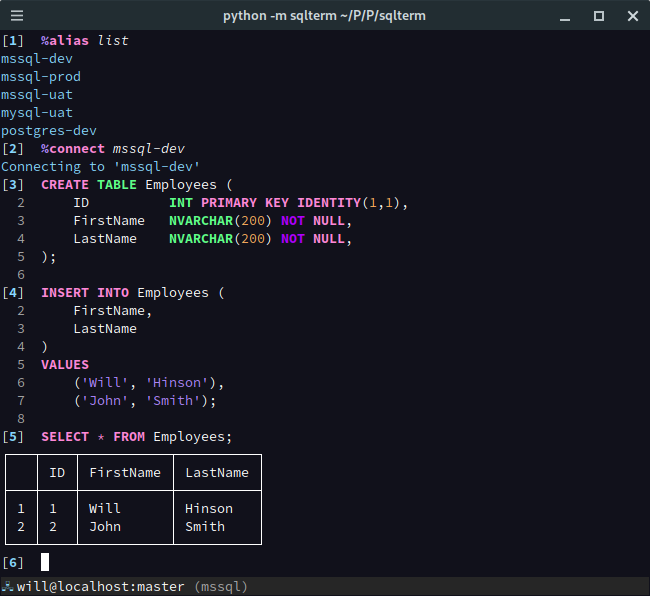 python -m sqlterm ~/P/P/sqlterm
[1]  %alias list
mssql-dev
mssql-prod
mssql-uat
mysql-uat
postgres-dev
[2]  %connect mssql-dev
Connecting to 'mssql-dev'
[3]  CREATE TABLE Employees (
  2      ID          INT PRIMARY KEY IDENTITY(1,1),
  3      FirstName   NVARCHAR(200) NOT NULL,
  4      LastName    NVARCHAR(200) NOT NULL,
  5  );
  6
[4]  INSERT INTO Employees (
  2      FirstName,
  3      LastName
  4  )
  5  VALUES
  6      ('Will', 'Hinson'),
  7      ('John', 'Smith');
  8
[5]  SELECT * FROM Employees;
ID FirstName LastName
1 1 Will Hinson
2 2 John Smith
[6]
will@localhost:master (mssql)